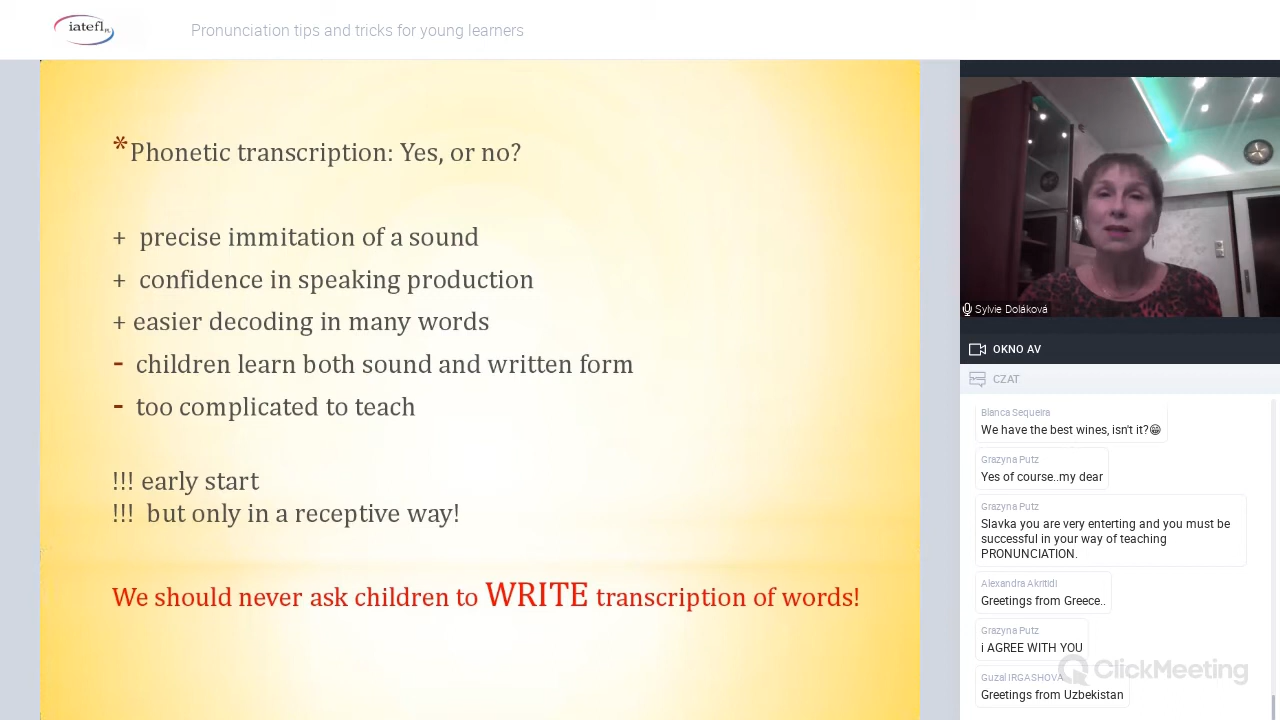 iatefl PL
Pronunciation tips and tricks for young learners
*Phonetic transcription: Yes, or no?
+ precise immitation of a sound
+ confidence in speaking production
+ easier decoding in many words
- children learn both sound and written form
- too complicated to teach
!!! early start
!!! but only in a receptive way!
We should never ask children to WRITE transcription of words!
Sylvie Doláková
OKNO AV
CZAT
Blanca Sequeira
We have the best wines, isn't it?😁
Grazyna Putz
Yes of course..my dear
Grazyna Putz
Slavka you are very enterting and you must be
successful in your way of teaching
PRONUNCIATION.
Alexandra Akritidi
Greetings from Greece..
Grazyna Putz
i AGREE WITH YOU
Guzal IRGASHOVA
Greetings from Uzbekistan
ClickMeeting